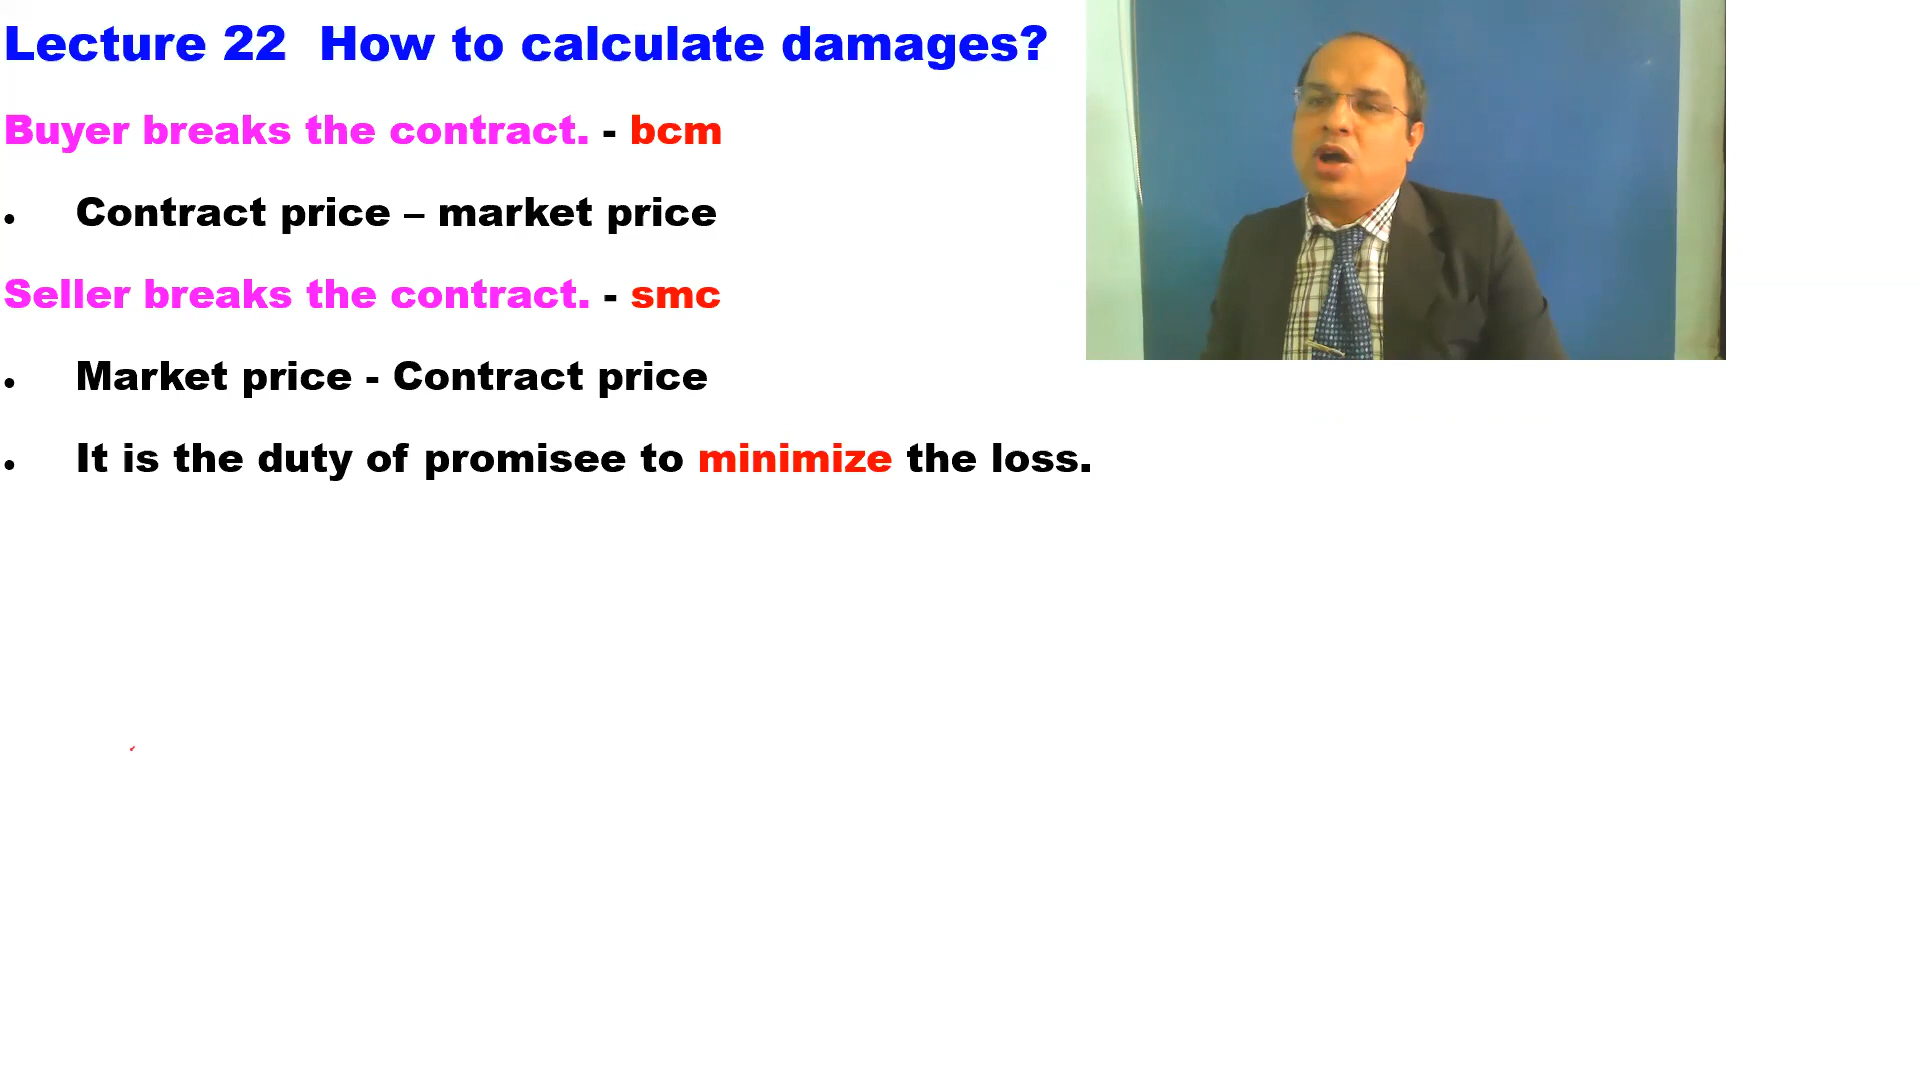 Lecture 22  How to calculate damages?
Buyer breaks the contract. - bcm
• Contract price – market price
Seller breaks the contract. - smc
• Market price - Contract price
• It is the duty of promisee to minimize the loss.